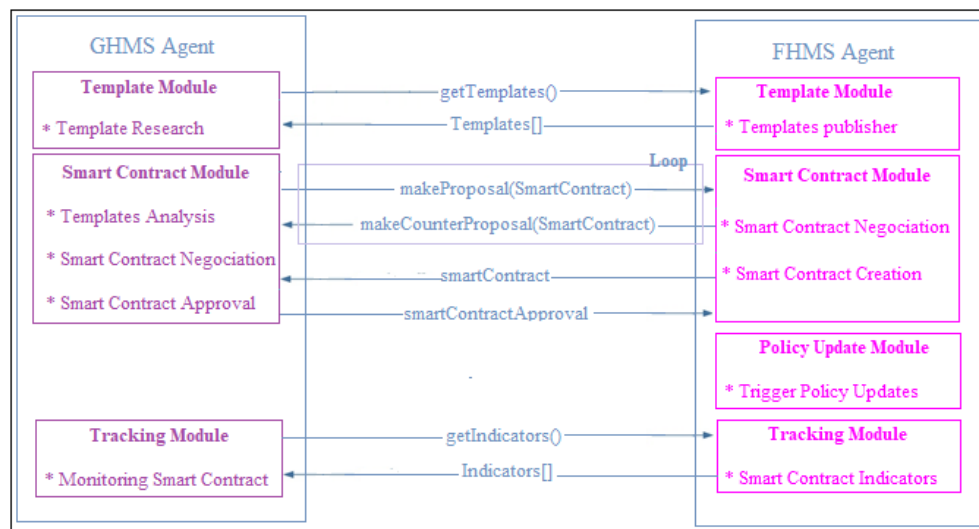 GHMS Agent
Template Module
* Template Research
Smart Contract Module
* Templates Analysis
* Smart Contract Negociation
* Smart Contract Approval
Tracking Module
* Monitoring Smart Contract
getTemplates()
Templates[]
Loop
makeProposal(SmartContract)
makeCounterProposal(SmartContract)
smartContract
smartContractApproval
getIndicators()
Indicators[]
FHMS Agent
Template Module
* Templates publisher
Smart Contract Module
* Smart Contract Negociation
* Smart Contract Creation
Policy Update Module
* Trigger Policy Updates
Tracking Module
* Smart Contract Indicators